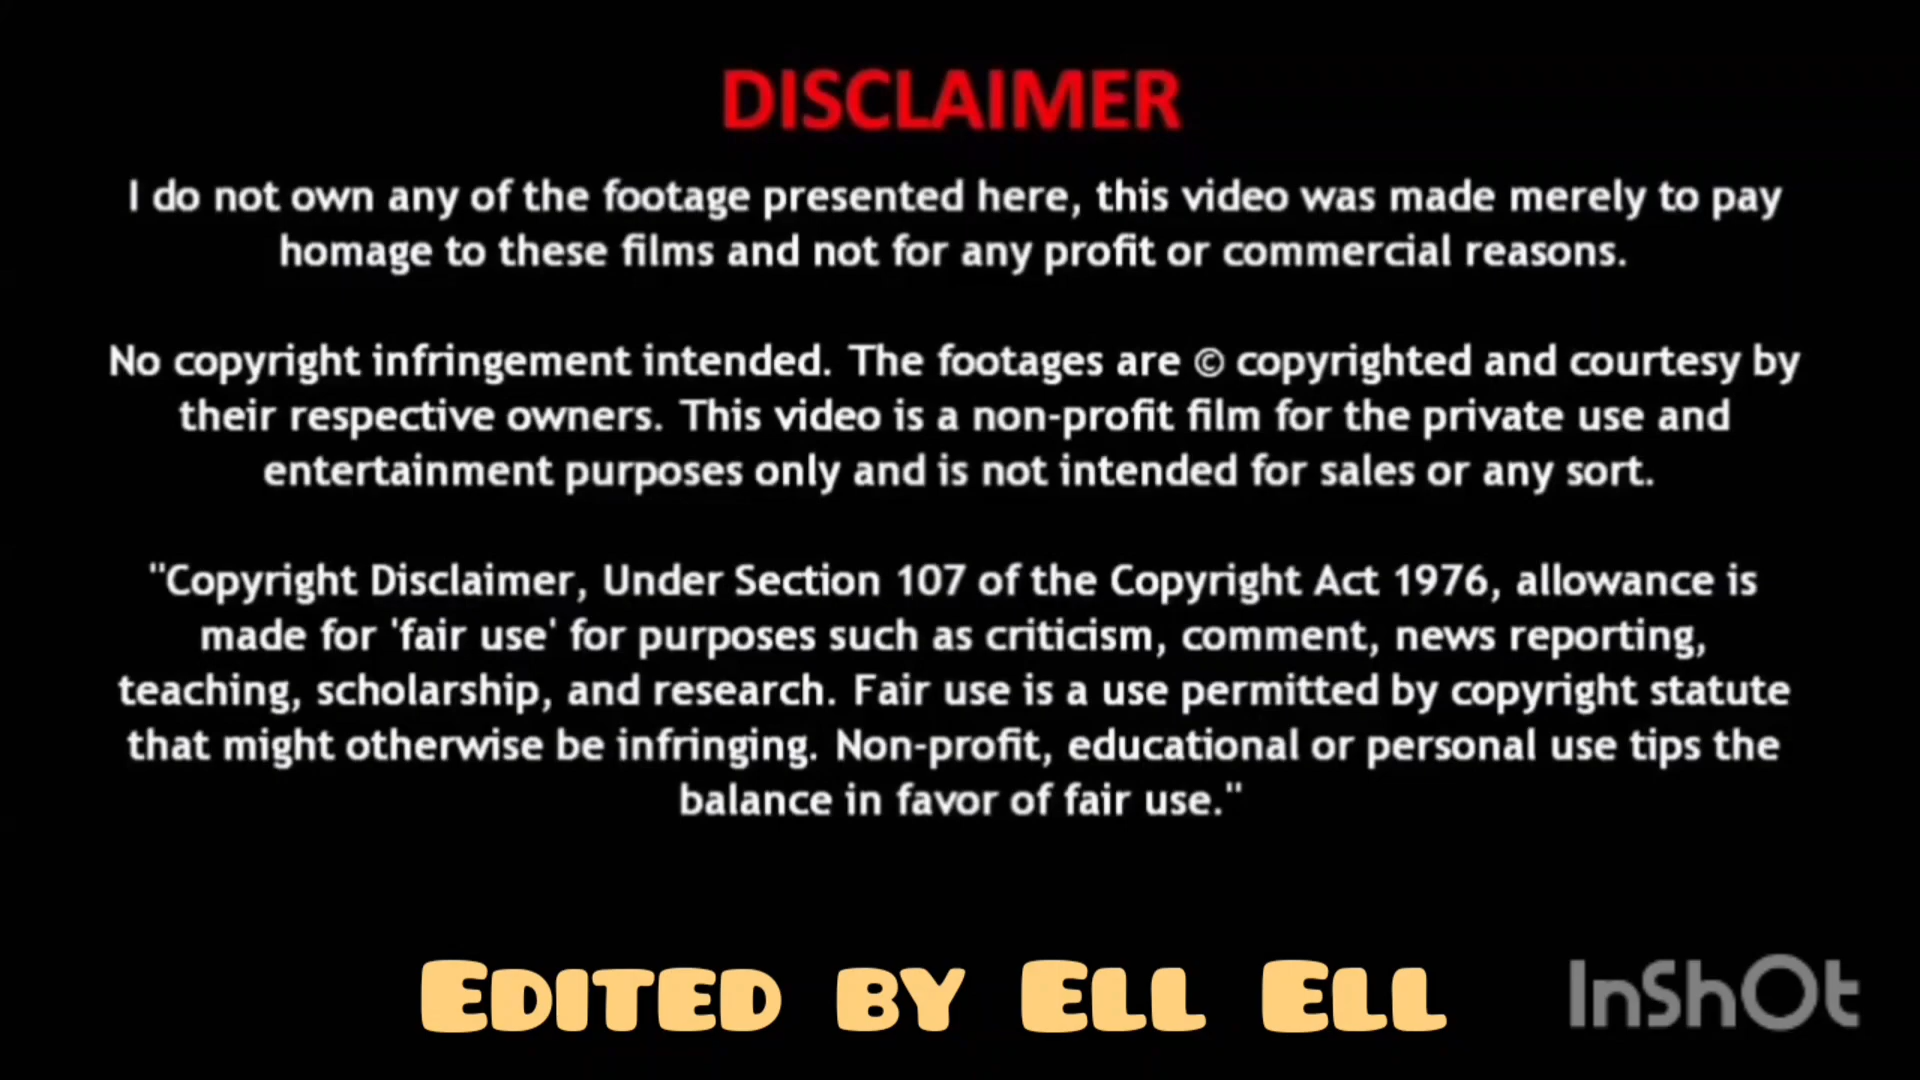 DISCLAIMER
I do not own any of the footage presented here, this video was made merely to pay
homage to these films and not for any profit or commercial reasons.
No copyright infringement intended. The footages are © copyrighted and courtesy by
their respective owners. This video is a non-profit film for the private use and
entertainment purposes only and is not intended for sales or any sort.
"Copyright Disclaimer, Under Section 107 of the Copyright Act 1976, allowance is
made for 'fair use' for purposes such as criticism, comment, news reporting,
teaching, scholarship, and research. Fair use is a use permitted by copyright statute
that might otherwise be infringing. Non-profit, educational or personal use tips the
balance in favor of fair use."
Edited by Ell Ell
InShOt